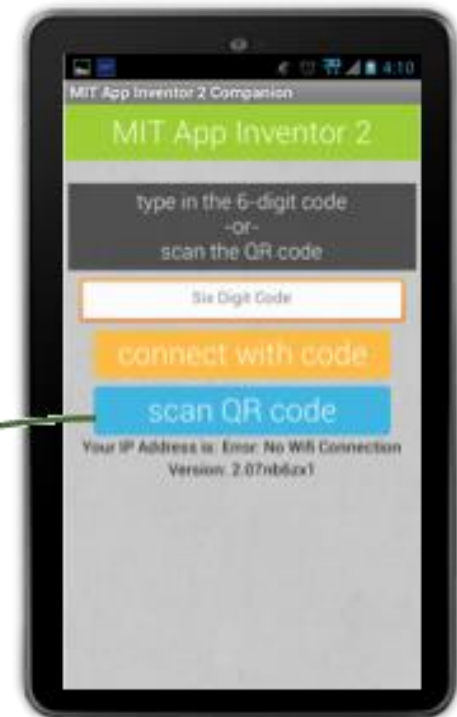 4:10
MIT App Inventor 2 Companion
MIT App Inventor 2
type in the 6-digit code
-or-
scan the QR code
Six Digit Code
connect with code
scan QR code
Your IP Address is: Error: No Wifi Connection
Version: 2.07nb6zx1